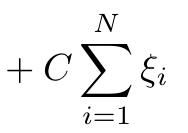 + C \sum_{i=1}^{N} \xi_i